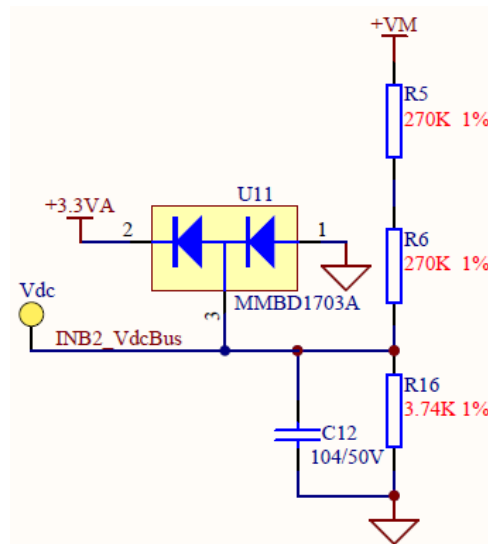 +VM
R5
270K 1%
U11
+3.3VA
2
1
R6
270K 1%
MMBD1703A
Vdc
3
INB2_VdcBus
R16
3.74K 1%
C12
104/50V